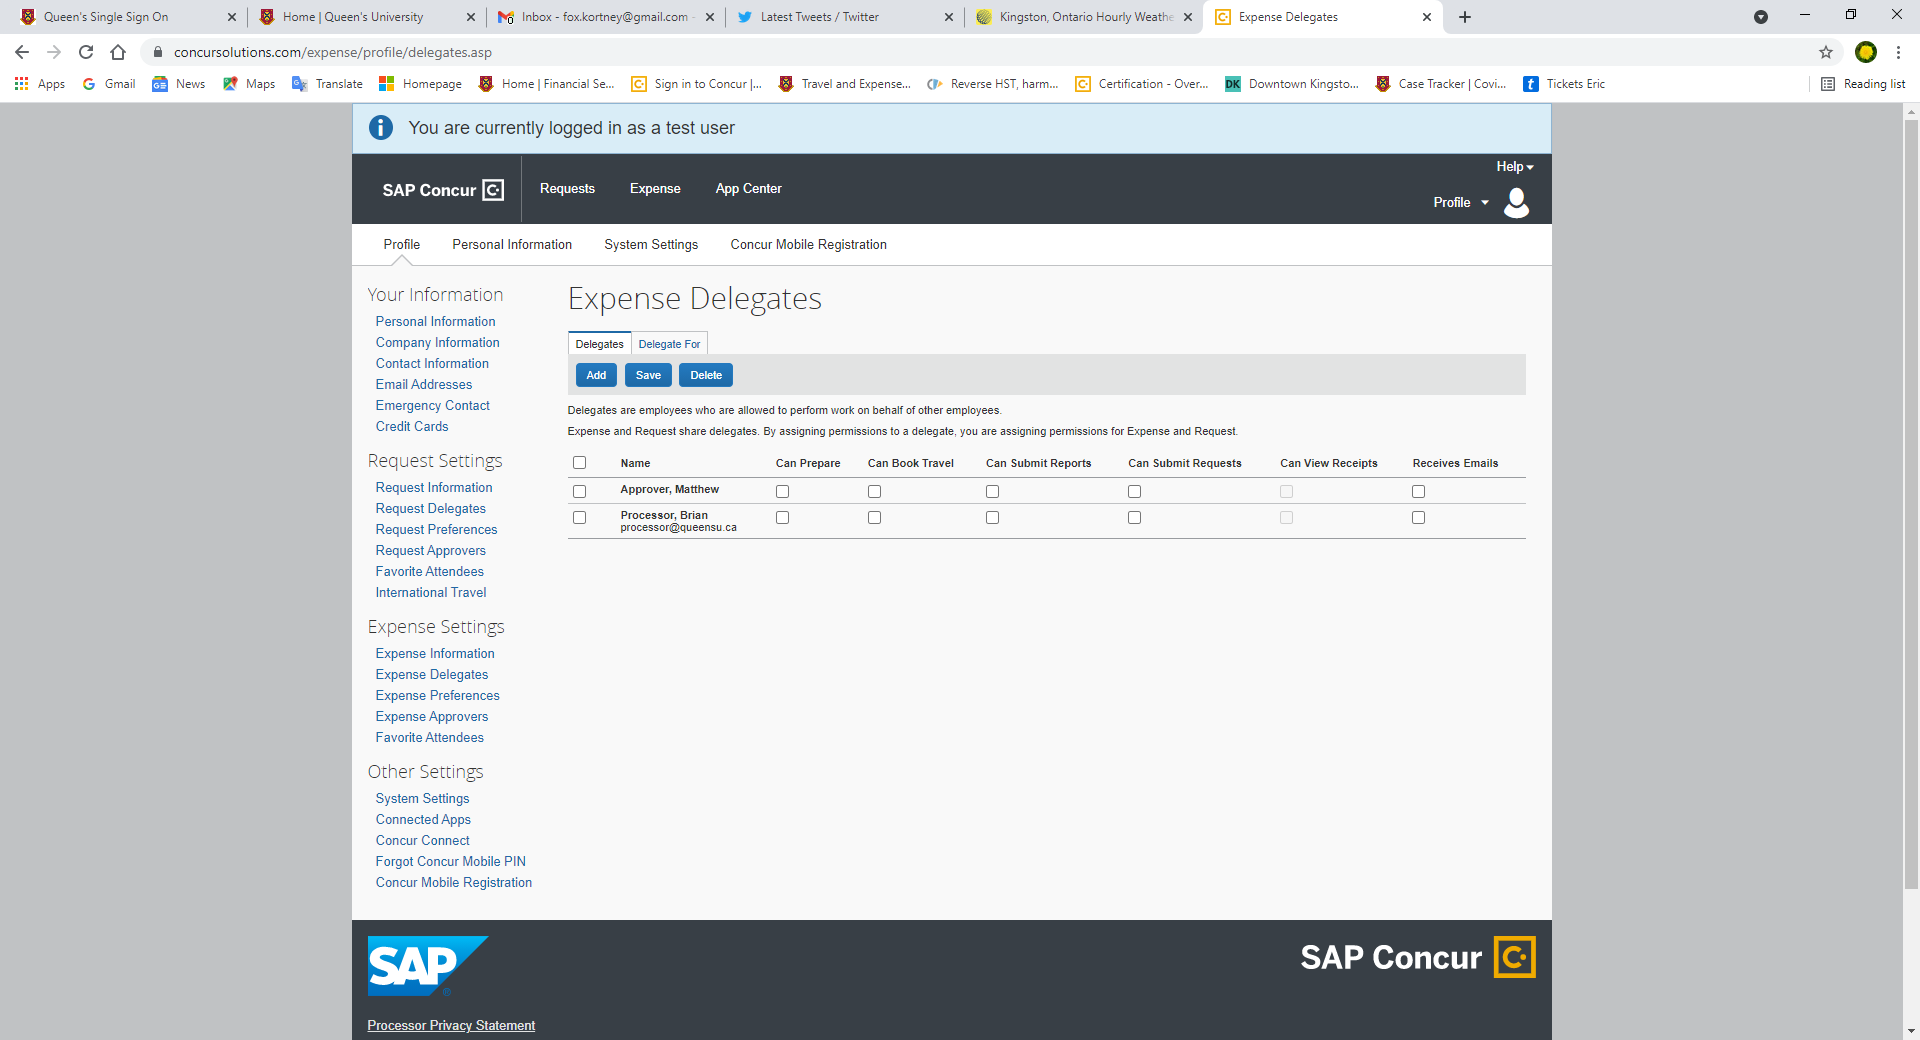 Queen's Single Sign On
Home | Queen's University
Inbox - fox.kortney@gmail.com -
Latest Tweets / Twitter
Kingston, Ontario Hourly Weathe
Expense Delegates
concursolutions.com/expense/profile/delegates.asp
Apps
Gmail
News
Maps
Translate
Homepage
Home | Financial Se...
Sign in to Concur |...
Travel and Expense...
Reverse HST, harm...
Certification - Over...
DK
Downtown Kingsto...
Case Tracker | Covi...
t
Tickets Eric
Reading list
You are currently logged in as a test user
Help
SAP Concur
Requests
Expense
App Center
Profile
Profile
Personal Information
System Settings
Concur Mobile Registration
Your Information
Personal Information
Company Information
Contact Information
Email Addresses
Emergency Contact
Credit Cards
Request Settings
Request Information
Request Delegates
Request Preferences
Request Approvers
Favorite Attendees
International Travel
Expense Settings
Expense Information
Expense Delegates
Expense Preferences
Expense Approvers
Favorite Attendees
Other Settings
System Settings
Connected Apps
Concur Connect
Forgot Concur Mobile PIN
Concur Mobile Registration
Expense Delegates
Delegates
Delegate For
Add
Save
Delete
Delegates are employees who are allowed to perform work on behalf of other employees.
Expense and Request share delegates. By assigning permissions to a delegate, you are assigning permissions for Expense and Request.
Name
Can Prepare
Can Book Travel
Can Submit Reports
Can Submit Requests
Can View Receipts
Receives Emails
Approver, Matthew
Processor, Brian
processor@queensu.ca
SAP
®
SAP Concur
Processor Privacy Statement